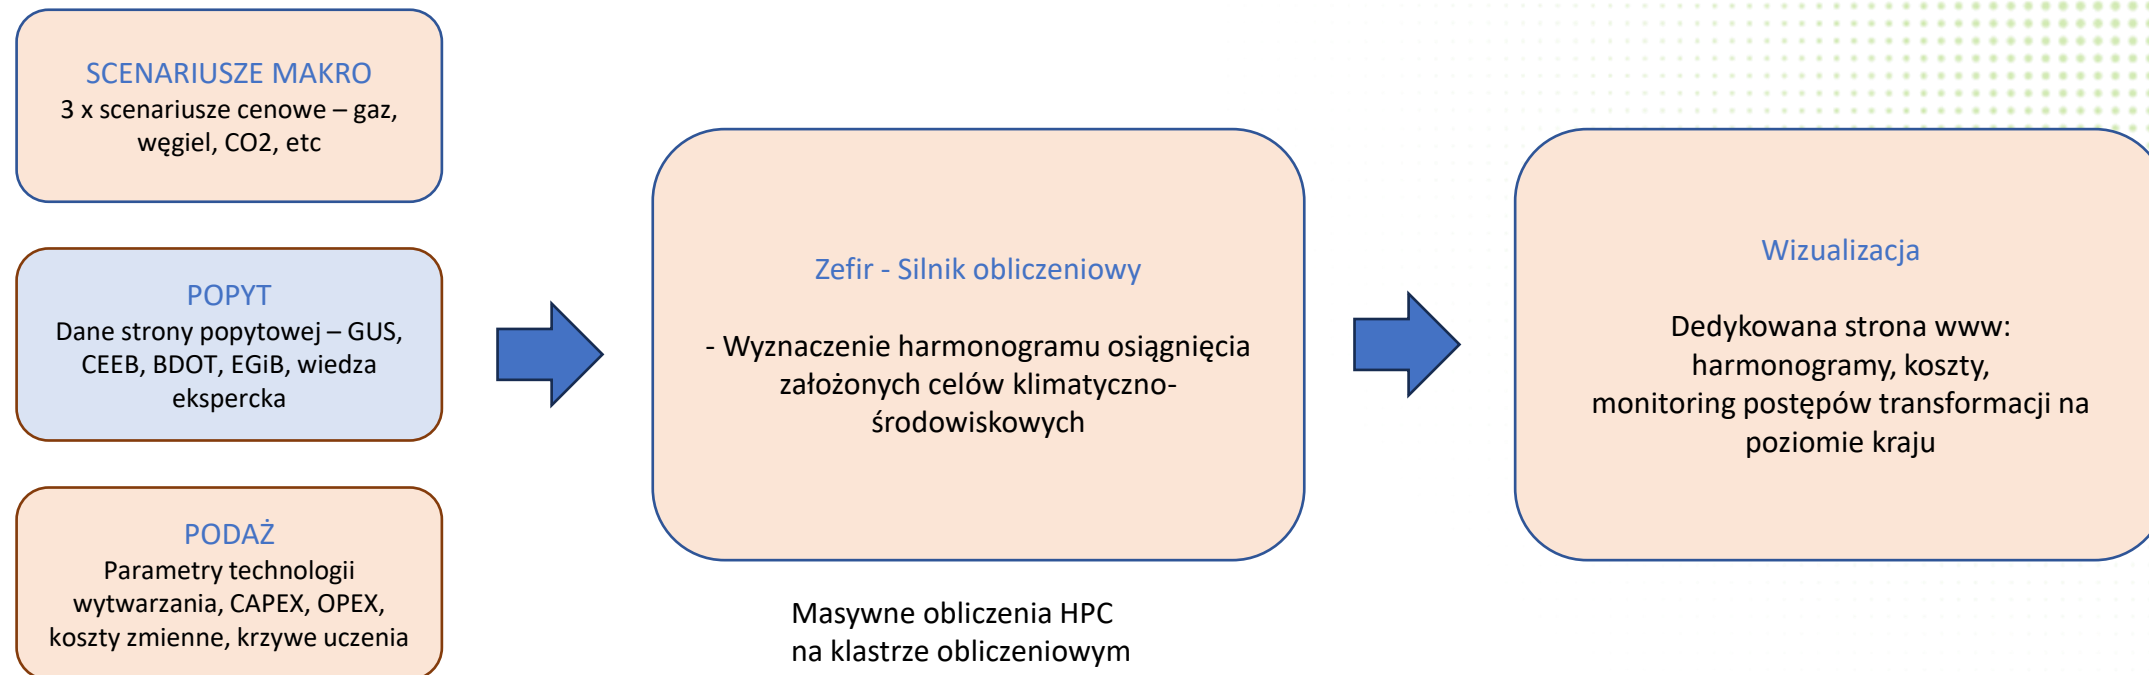 SCENARIUSZE MAKRO
3 x scenariusze cenowe – gaz,
węgiel, CO2, etc
POPYT
Dane strony popytowej – GUS,
CEEB, BDOT, EGiB, wiedza
ekspercka
PODAŻ
Parametry technologii
wytwarzania, CAPEX, OPEX,
koszty zmienne, krzywe uczenia
Zefir - Silnik obliczeniowy
- Wyznaczenie harmonogramu osiągnięcia
założonych celów klimatyczno-
środowiskowych
Masywne obliczenia HPC
na klastrze obliczeniowym
Wizualizacja
Dedykowana strona www:
harmonogramy, koszty,
monitoring postępów transformacji na
poziomie kraju